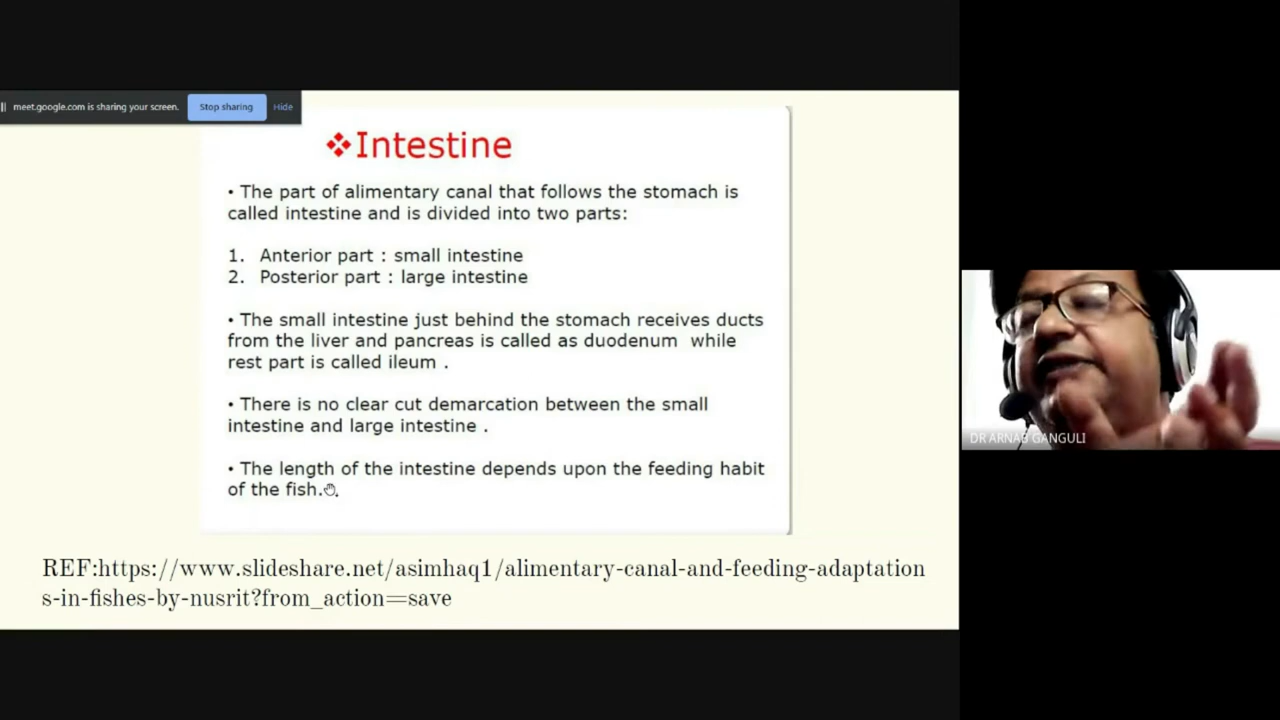 meet.google.com is sharing your screen. Stop sharing Hide
❖Intestine
• The part of alimentary canal that follows the stomach is
called intestine and is divided into two parts:
1. Anterior part : small intestine
2. Posterior part : large intestine
• The small intestine just behind the stomach receives ducts
from the liver and pancreas is called as duodenum while
rest part is called ileum .
• There is no clear cut demarcation between the small
intestine and large intestine .
• The length of the intestine depends upon the feeding habit
of the fish.
REF:https://www.slideshare.net/asimhaq1/alimentary-canal-and-feeding-adaptation
s-in-fishes-by-nusrit?from_action=save
DR ARNAB GANGULI